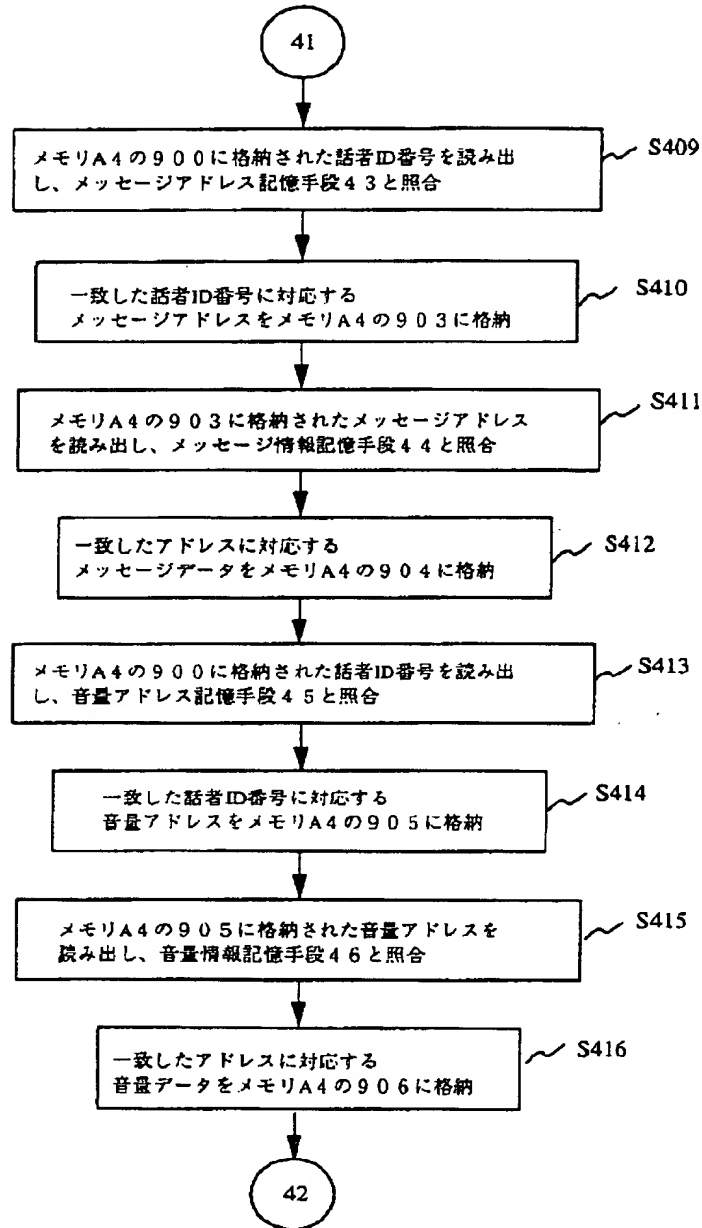 41
メモリA4の900に格納された話者ID番号を読み出
し、メッセージアドレス記憶手段43と照合
S409
一致した話者ID番号に対応する
メッセージアドレスをメモリA4の903に格納
S410
メモリA4の903に格納されたメッセージアドレス
を読み出し、メッセージ情報記憶手段44と照合
S411
一致したアドレスに対応する
メッセージデータをメモリA4の904に格納
S412
メモリA4の900に格納された話者ID番号を読み出
し、音量アドレス記憶手段45と照合
S413
一致した話者ID番号に対応する
音量アドレスをメモリA4の905に格納
S414
メモリA4の905に格納された音量アドレスを
読み出し、音量情報記憶手段46と照合
S415
一致したアドレスに対応する
音量データをメモリA4の906に格納
S416
42